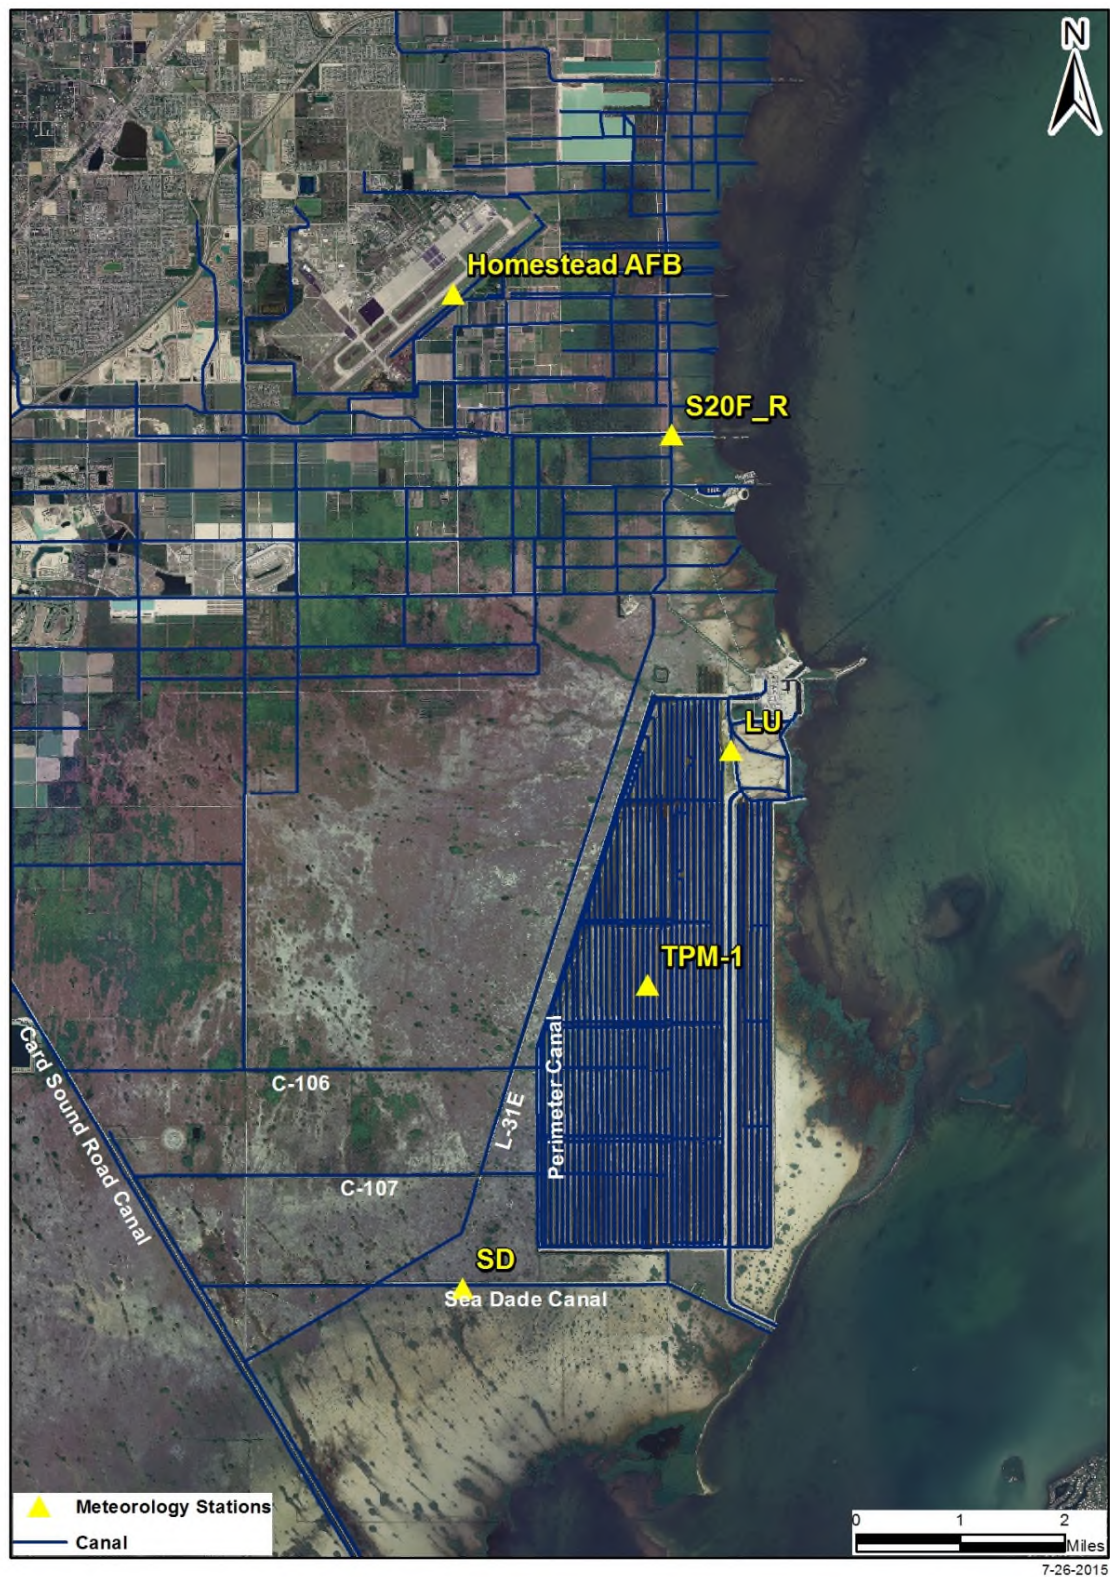 N
Homestead AFB
S20F_R
LU
TPM-1
Perimeter Canal
Card Sound Road Canal
C-106
L-31E
C-107
SD
Sea Dade Canal
Meteorology Stations
Canal
0 1 2
Miles
7-26-2015